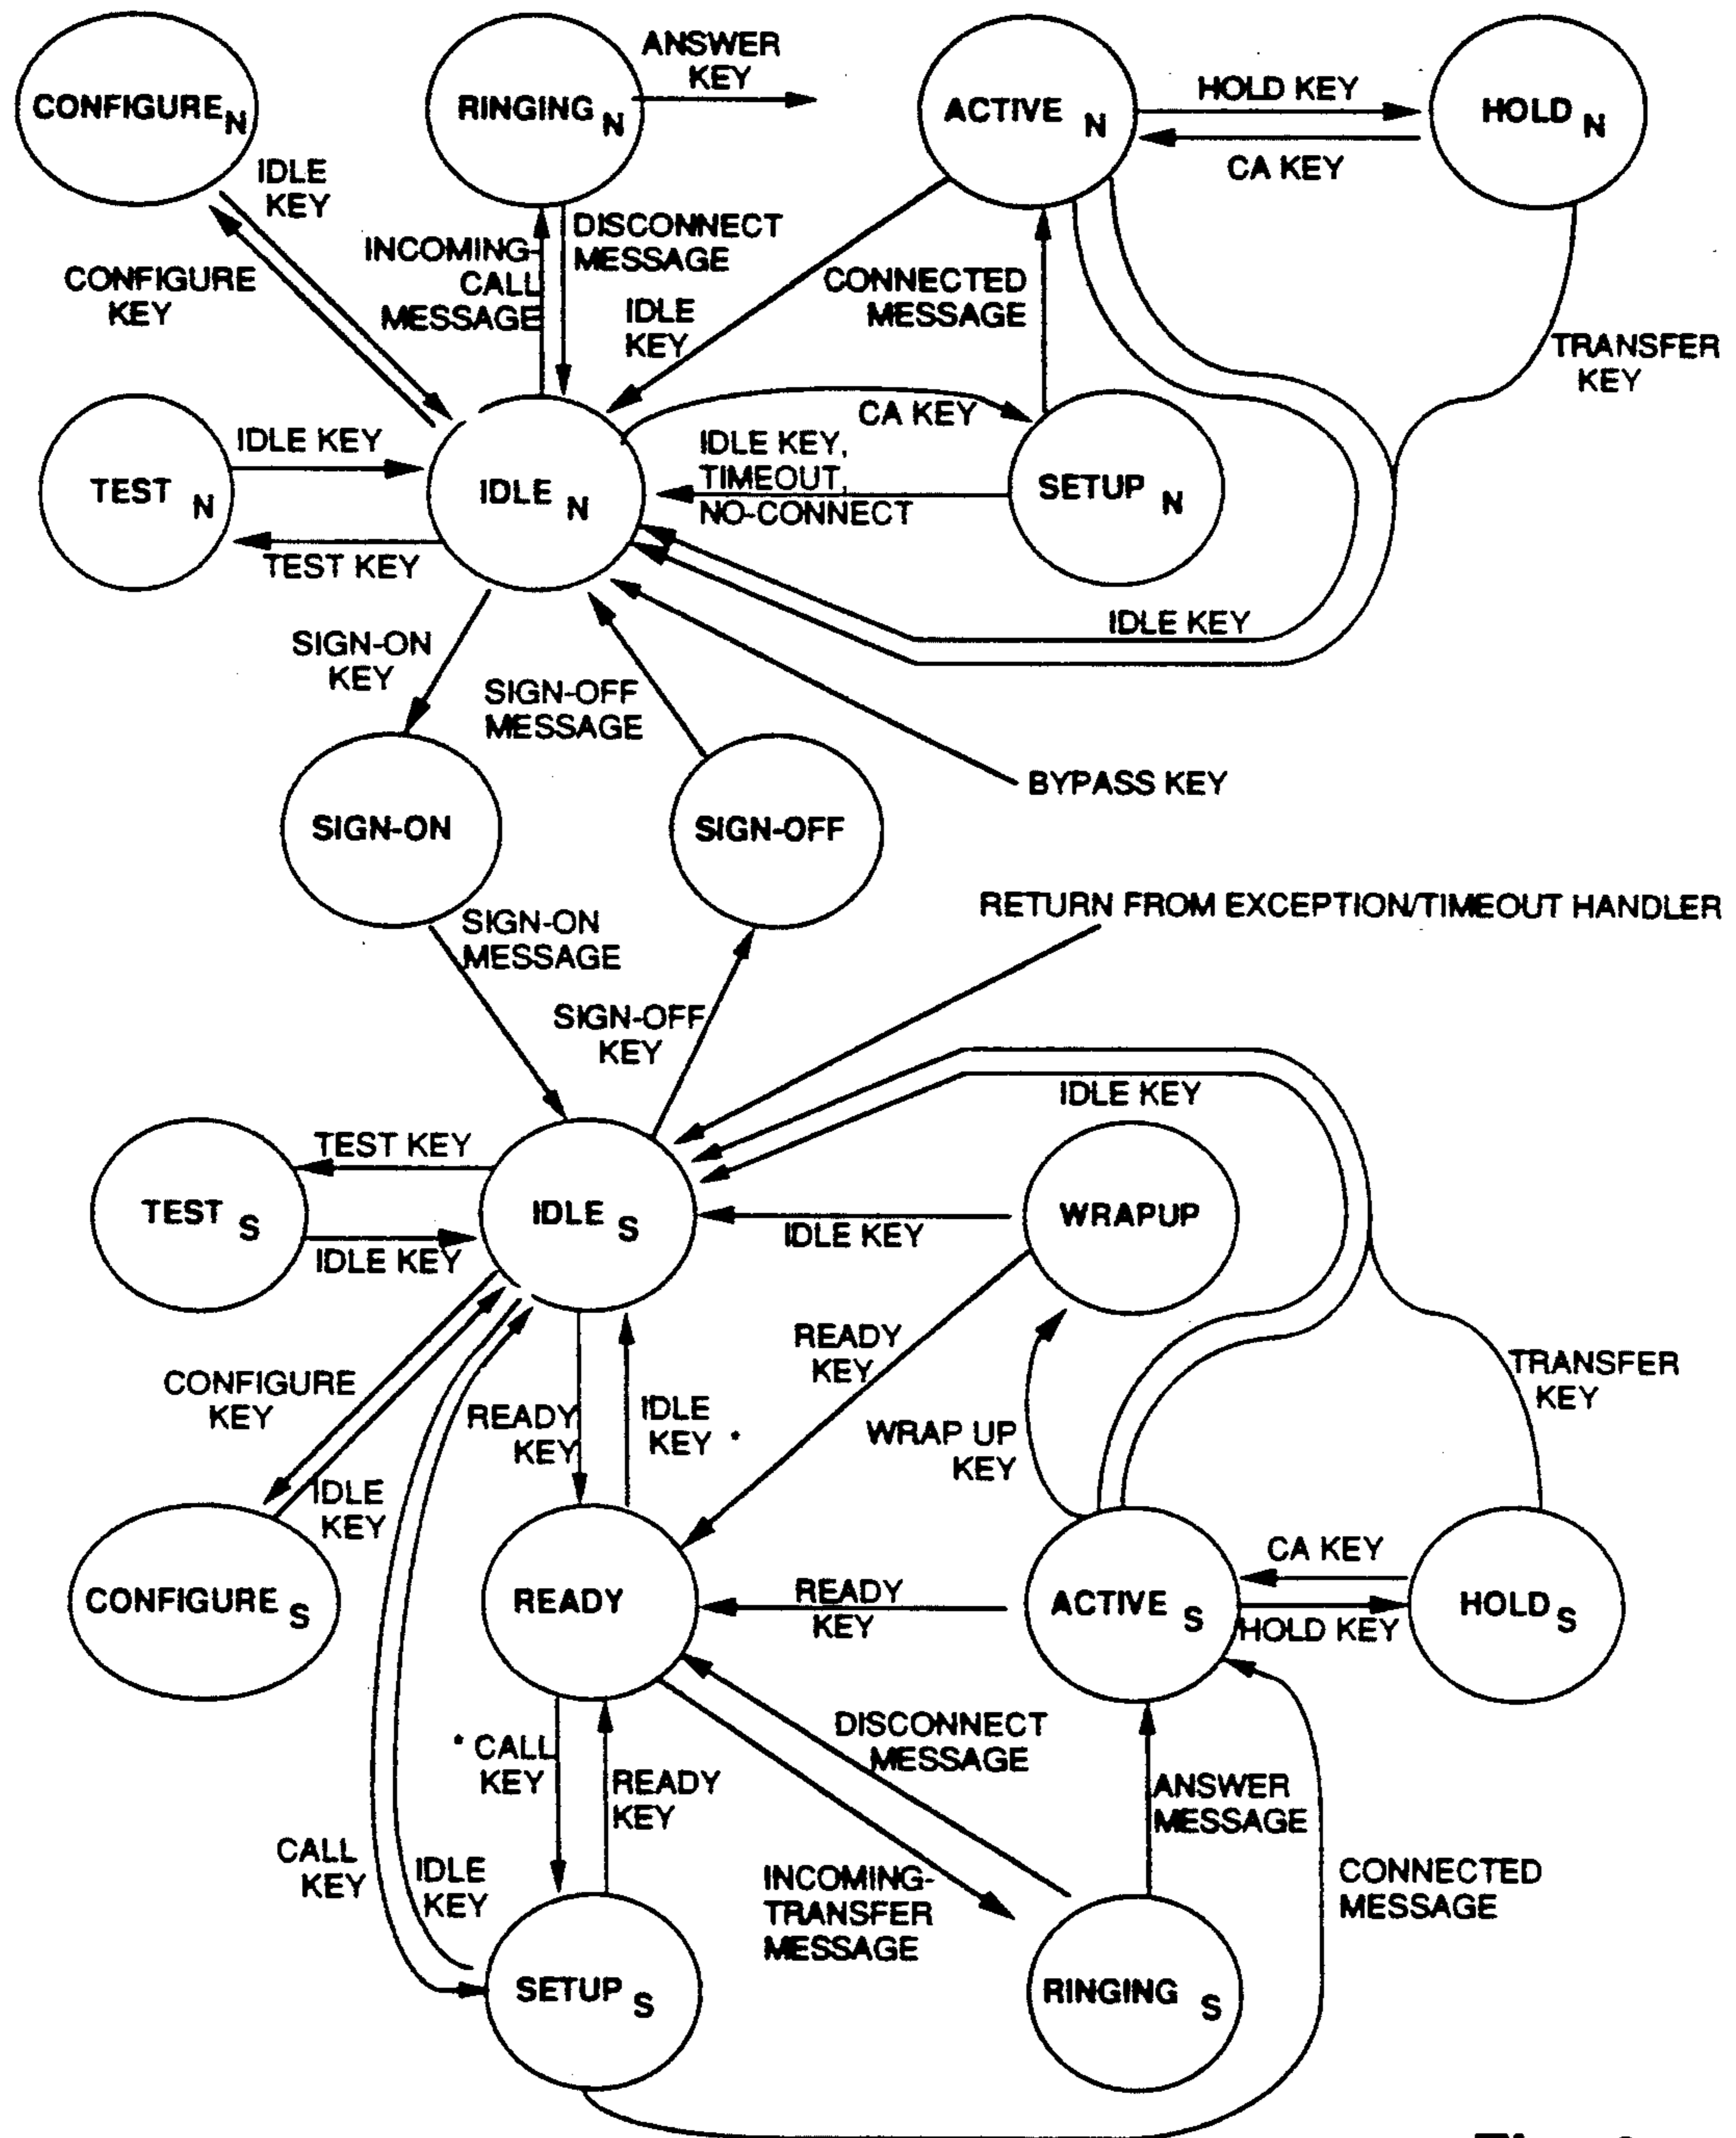 CONFIGURE N
RINGING N
ANSWER
KEY
ACTIVE N
HOLD KEY
CA KEY
HOLD N
IDLE
KEY
CONFIGURE
KEY
INCOMING-
CALL
MESSAGE
DISCONNECT
MESSAGE
IDLE
KEY
CONNECTED
MESSAGE
TRANSFER
KEY
TEST N
IDLE KEY
TEST KEY
IDLE N
CA KEY
IDLE KEY,
TIMEOUT,
NO-CONNECT
SETUP N
IDLE KEY
SIGN-ON
KEY
SIGN-OFF
MESSAGE
BYPASS KEY
SIGN-ON
SIGN-OFF
RETURN FROM EXCEPTION/TIMEOUT HANDLER
SIGN-ON
MESSAGE
SIGN-OFF
KEY
IDLE KEY
TEST S
TEST KEY
IDLE KEY
IDLE S
IDLE KEY
WRAPUP
CONFIGURE
KEY
IDLE
KEY
READY
KEY
IDLE
KEY *
READY
KEY
WRAP UP
KEY
TRANSFER
KEY
CONFIGURE S
READY
READY
KEY
ACTIVE S
CA KEY
HOLD KEY
HOLD S
* CALL
KEY
READY
KEY
DISCONNECT
MESSAGE
ANSWER
MESSAGE
CALL
KEY
IDLE
KEY
INCOMING-
TRANSFER
MESSAGE
CONNECTED
MESSAGE
SETUP S
RINGING S